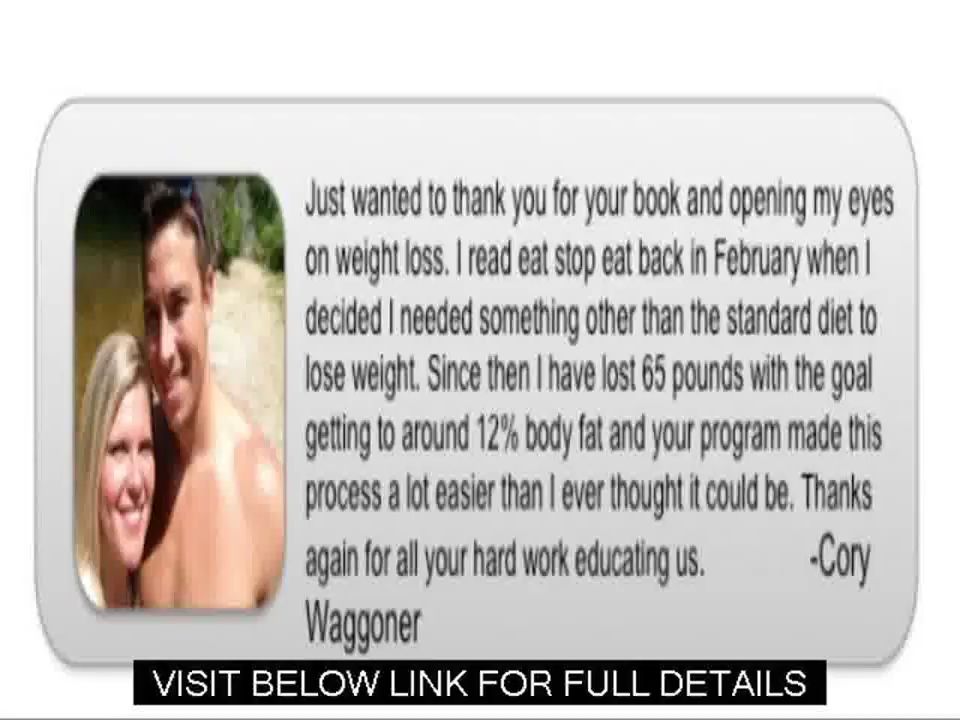 Just wanted to thank you for your book and opening my eyes
on weight loss. I read eat stop eat back in February when I
decided I needed something other than the standard diet to
lose weight. Since then I have lost 65 pounds with the goal
getting to around 12% body fat and your program made this
process a lot easier than I ever thought it could be. Thanks
again for all your hard work educating us. -Cory
Waggoner
VISIT BELOW LINK FOR FULL DETAILS